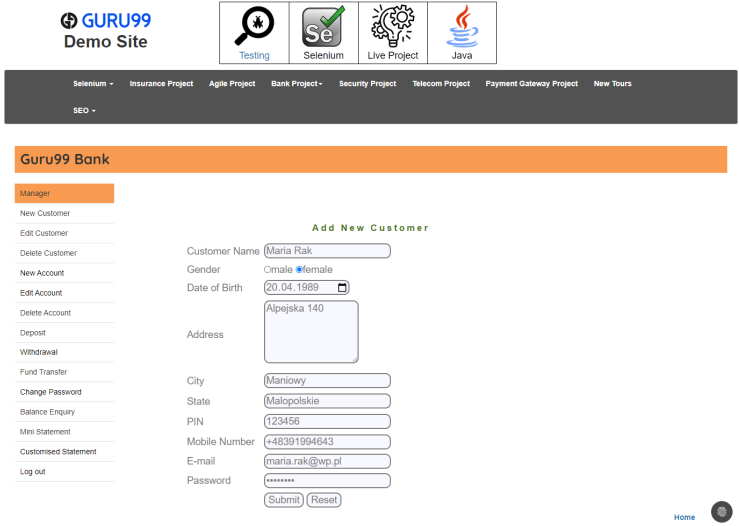 GURU99
Demo Site
Testing
Se
Selenium
Live Project
Java
Selenium Insurance Project Agile Project Bank Project Security Project Telecom Project Payment Gateway Project New Tours
SEO
Guru99 Bank
Manager
New Customer
Edit Customer
Delete Customer
New Account
Edit Account
Delete Account
Deposit
Withdrawal
Fund Transfer
Change Password
Balance Enquiry
Mini Statement
Customised Statement
Log out
Add New Customer
Customer Name Maria Rak
Gender male female
Date of Birth 20.04.1989
Address Alpejska 140
City Maniowy
State Malopolskie
PIN 123456
Mobile Number +48391994643
E-mail maria.rak@wp.pl
Password ••••••••
Submit Reset
Home